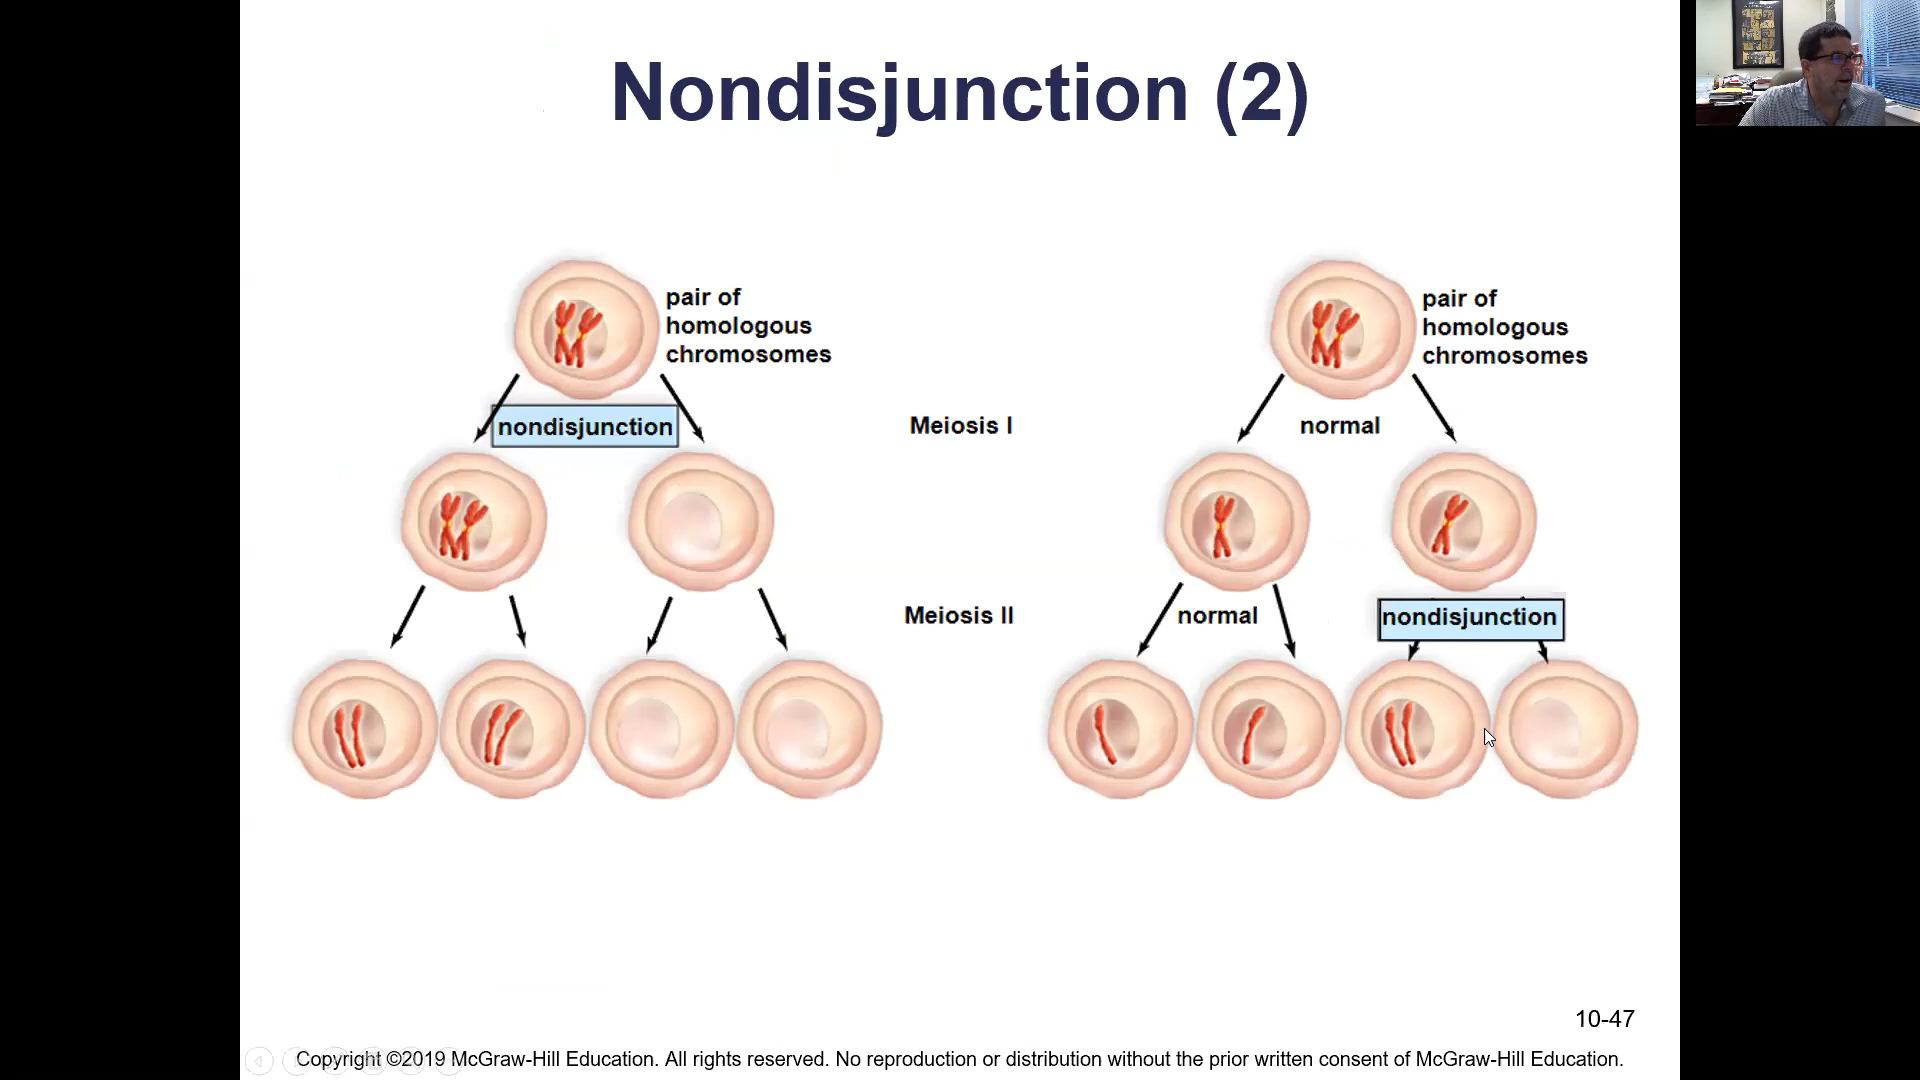 Nondisjunction (2)
pair of
homologous
chromosomes
nondisjunction
Meiosis I
pair of
homologous
chromosomes
normal
Meiosis II
normal
nondisjunction
10-47
Copyright ©2019 McGraw-Hill Education. All rights reserved. No reproduction or distribution without the prior written consent of McGraw-Hill Education.